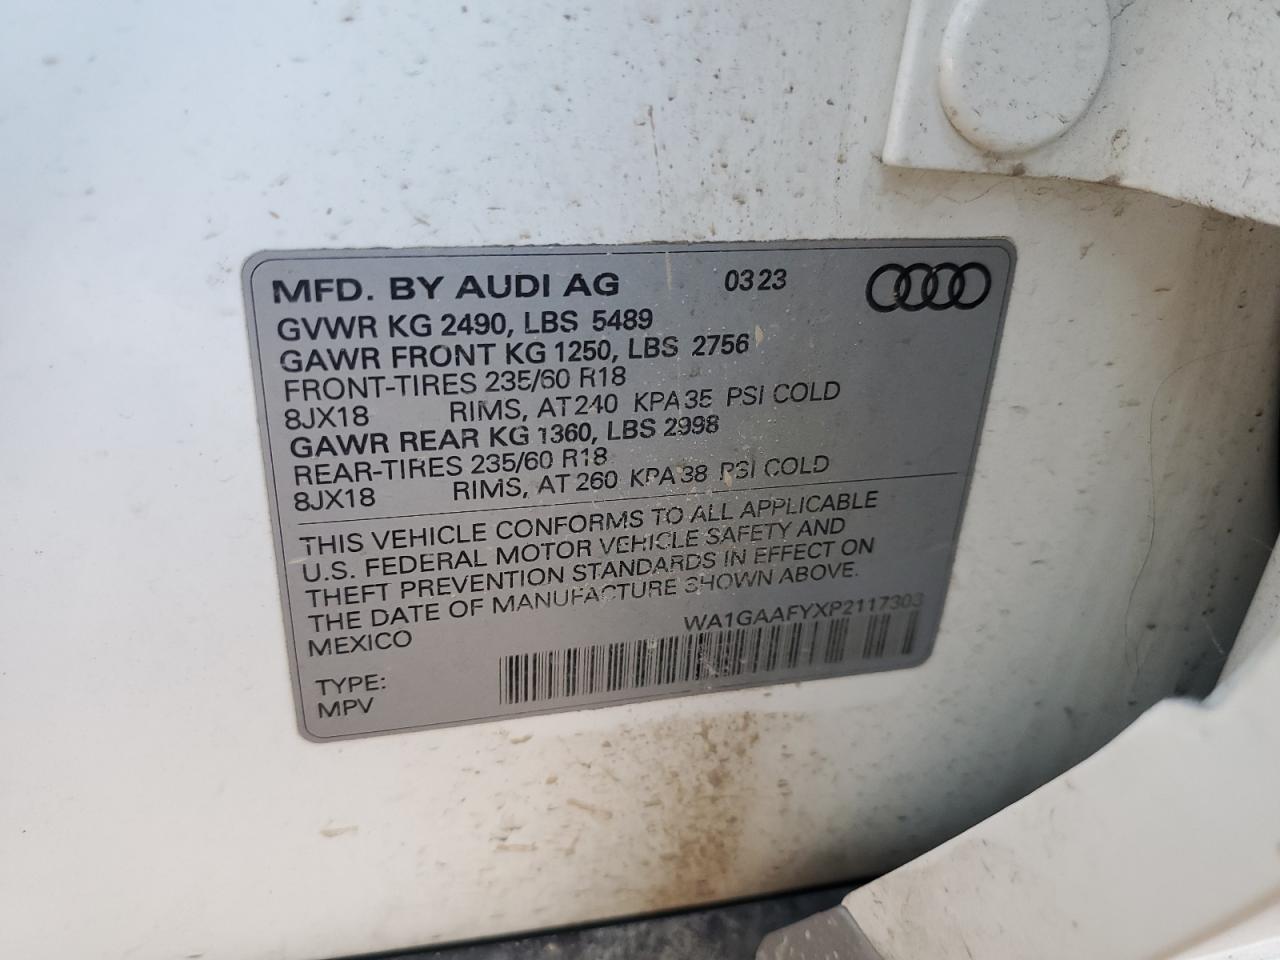 MFD. BY AUDI AG 0323
GVWR KG 2490, LBS 5489
GAWR FRONT KG 1250, LBS 2756
FRONT-TIRES 235/60 R18
8JX18 RIMS, AT 240 KPA 35 PSI COLD
GAWR REAR KG 1360, LBS 2998
REAR-TIRES 235/60 R18
8JX18 RIMS, AT 260 KPA 38 PSI COLD
THIS VEHICLE CONFORMS TO ALL APPLICABLE
U.S. FEDERAL MOTOR VEHICLE SAFETY AND
THEFT PREVENTION STANDARDS IN EFFECT ON
THE DATE OF MANUFACTURE SHOWN ABOVE.
MEXICO WA1GAAFYXP2117303
TYPE:
MPV